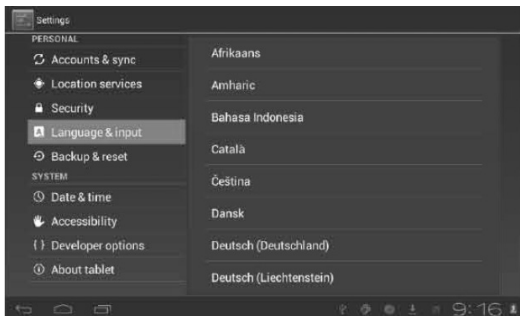 Settings
PERSONAL
Accounts & sync
Location services
Security
Language & input
Backup & reset
SYSTEM
Date & time
Accessibility
Developer options
About tablet
Afrikaans
Amharic
Bahasa Indonesia
Català
Čeština
Dansk
Deutsch (Deutschland)
Deutsch (Liechtenstein)
9:16